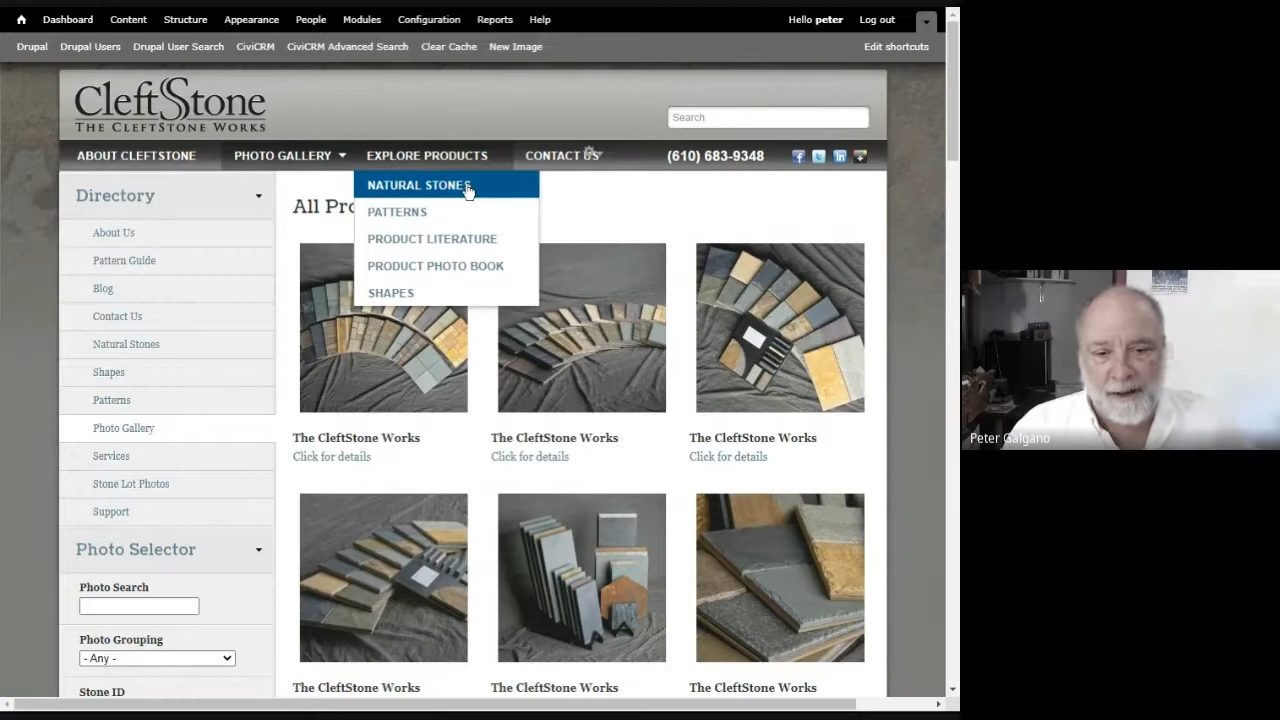 Dashboard Content Structure Appearance People Modules Configuration Reports Help Hello peter Log out
Drupal Drupal Users Drupal User Search CiviCRM CiviCRM Advanced Search Clear Cache New Image Edit shortcuts
CleftStone
THE CLEFTSTONE WORKS
Search
ABOUT CLEFTSTONE PHOTO GALLERY EXPLORE PRODUCTS CONTACT US (610) 683-9348
NATURAL STONES
PATTERNS
PRODUCT LITERATURE
PRODUCT PHOTO BOOK
SHAPES
Directory
About Us
Pattern Guide
Blog
Contact Us
Natural Stones
Shapes
Patterns
Photo Gallery
Services
Stone Lot Photos
Support
Photo Selector
Photo Search
Photo Grouping
- Any -
Stone ID
All Pro
The CleftStone Works The CleftStone Works The CleftStone Works
Click for details Click for details Click for details
The CleftStone Works The CleftStone Works The CleftStone Works
Peter Galgano